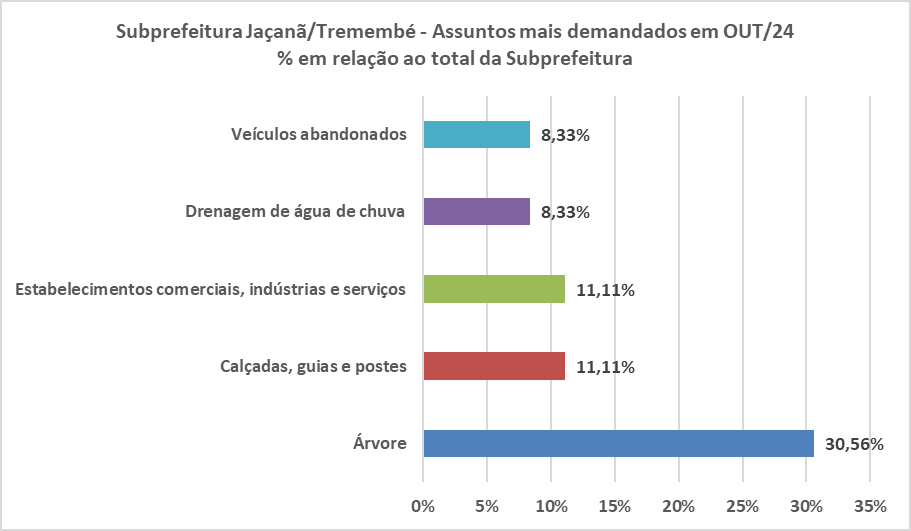 Subprefeitura Jaçanã/Tremembé - Assuntos mais demandados em OUT/24
% em relação ao total da Subprefeitura
Veículos abandonados
8,33%
Drenagem de água de chuva
8,33%
Estabelecimentos comerciais, indústrias e serviços
11,11%
Calçadas, guias e postes
11,11%
Árvore
30,56%
0% 5% 10% 15% 20% 25% 30% 35%